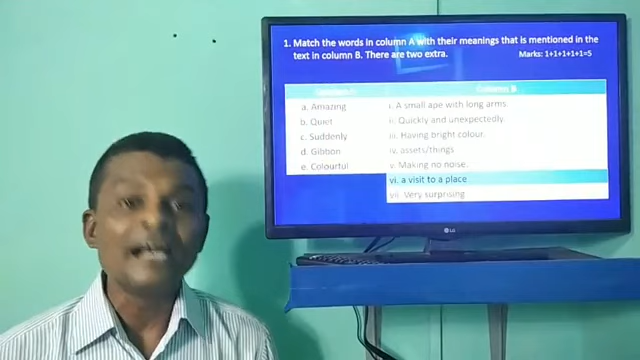 1. Match the words in column A with their meanings that is mentioned in the
text in column B. There are two extra.
Marks: 1+1+1+1+1=5
Column A
Column B
a. Amazing
i. A small ape with long arms
b. Quiet
ii. Quickly and unexpectedly.
c. Suddenly
iii. Having bright colour.
d. Gibbon
iv. assets/things
e. Colourful
v. Making no noise.
vi. a visit to a place
vii. Very surprising
LG